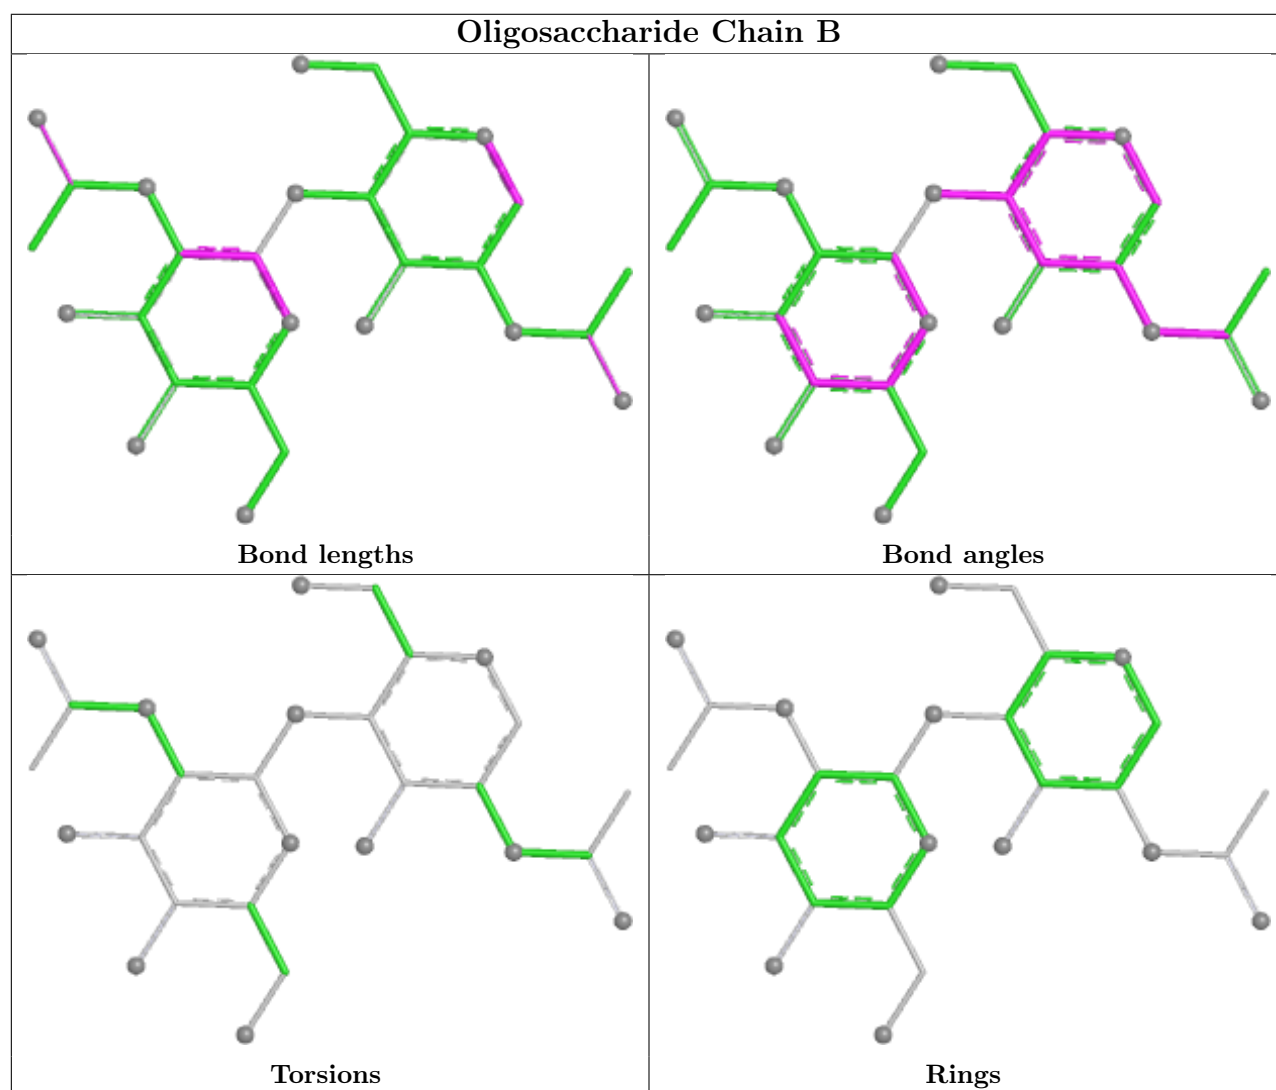 Oligosaccharide Chain B
Bond lengths
Bond angles
Torsions
Rings